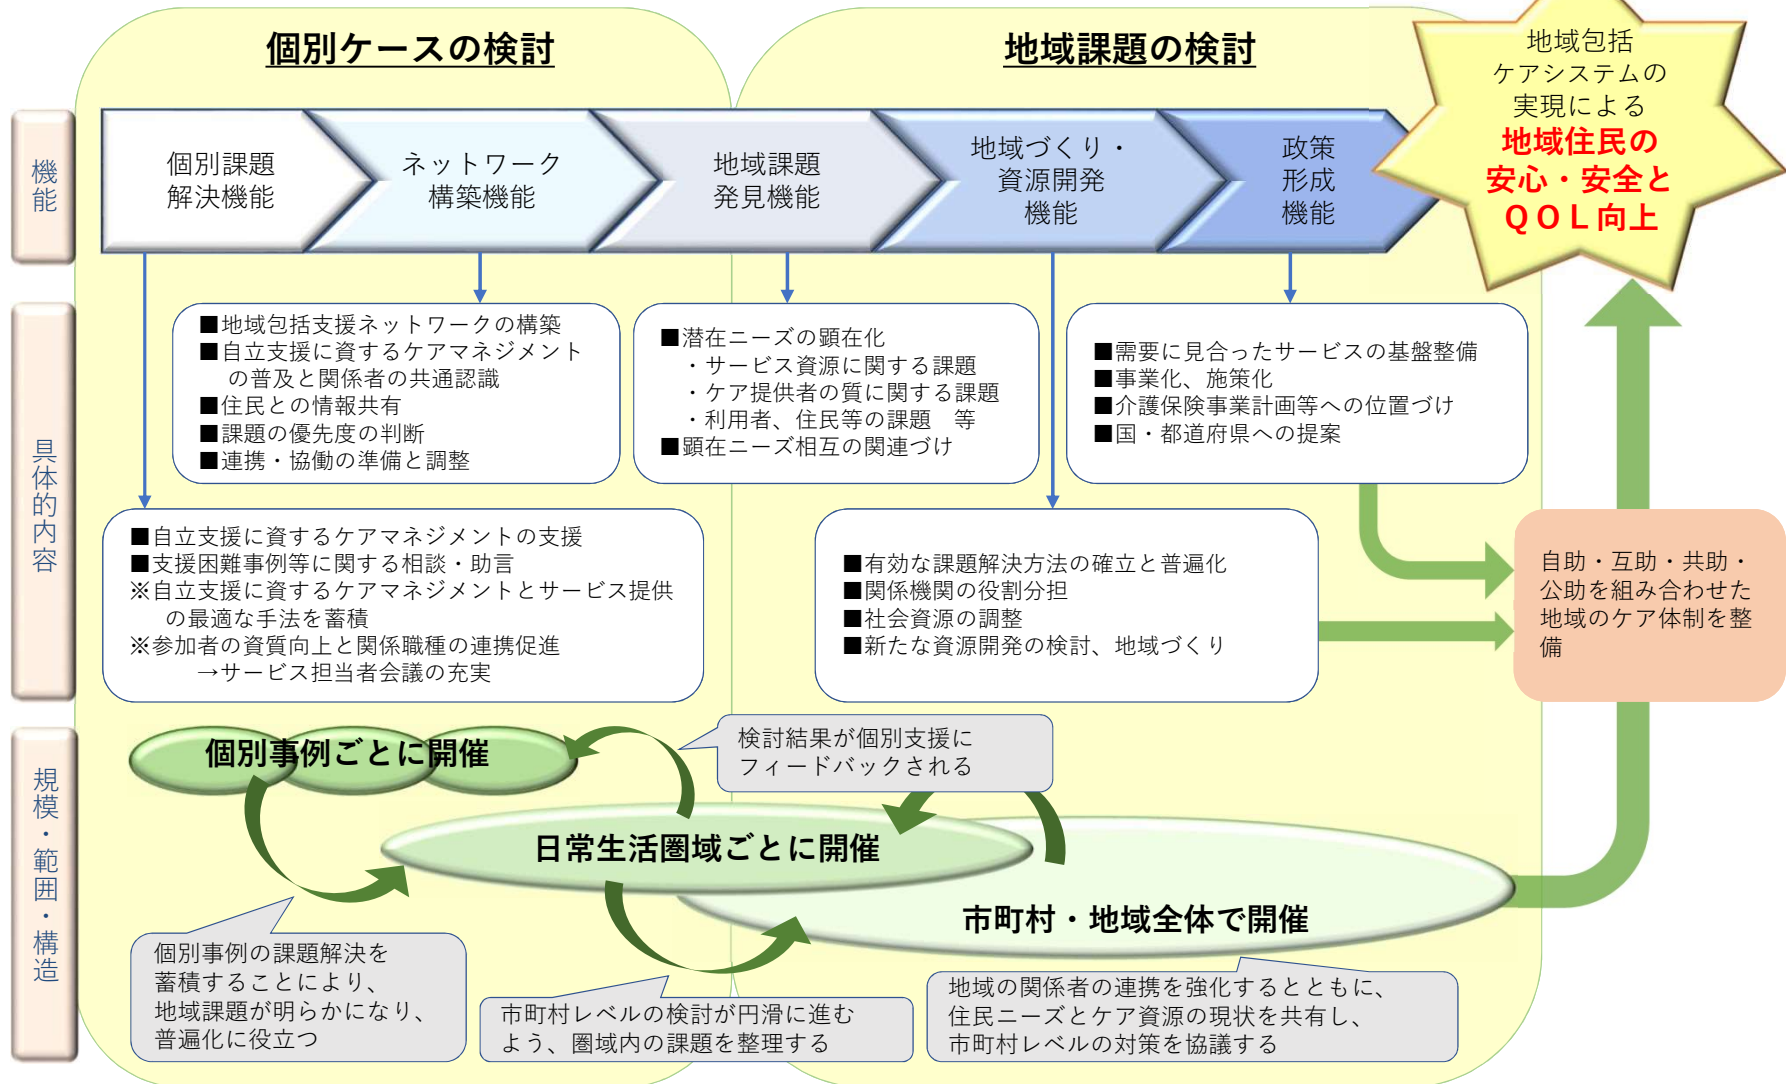 個別ケースの検討
地域課題の検討
地域包括
ケアシステムの
実現による
地域住民の
安心・安全と
ＱＯＬ向上
機能
個別課題
解決機能
ネットワーク
構築機能
地域課題
発見機能
地域づくり・
資源開発
機能
政策
形成
機能
具体的内容
■地域包括支援ネットワークの構築
■自立支援に資するケアマネジメント
の普及と関係者の共通認識
■住民との情報共有
■課題の優先度の判断
■連携・協働の準備と調整
■潜在ニーズの顕在化
・サービス資源に関する課題
・ケア提供者の質に関する課題
・利用者、住民等の課題　等
■顕在ニーズ相互の関連づけ
■需要に見合ったサービスの基盤整備
■事業化、施策化
■介護保険事業計画等への位置づけ
■国・都道府県への提案
■自立支援に資するケアマネジメントの支援
■支援困難事例等に関する相談・助言
※自立支援に資するケアマネジメントとサービス提供
の最適な手法を蓄積
※参加者の資質向上と関係職種の連携促進
→サービス担当者会議の充実
■有効な課題解決方法の確立と普遍化
■関係機関の役割分担
■社会資源の調整
■新たな資源開発の検討、地域づくり
自助・互助・共助・
公助を組み合わせた
地域のケア体制を整
備
規模・範囲・構造
個別事例ごとに開催
検討結果が個別支援に
フィードバックされる
日常生活圏域ごとに開催
市町村・地域全体で開催
個別事例の課題解決を
蓄積することにより、
地域課題が明らかになり、
普遍化に役立つ
市町村レベルの検討が円滑に進む
よう、圏域内の課題を整理する
地域の関係者の連携を強化するとともに、
住民ニーズとケア資源の現状を共有し、
市町村レベルの対策を協議する